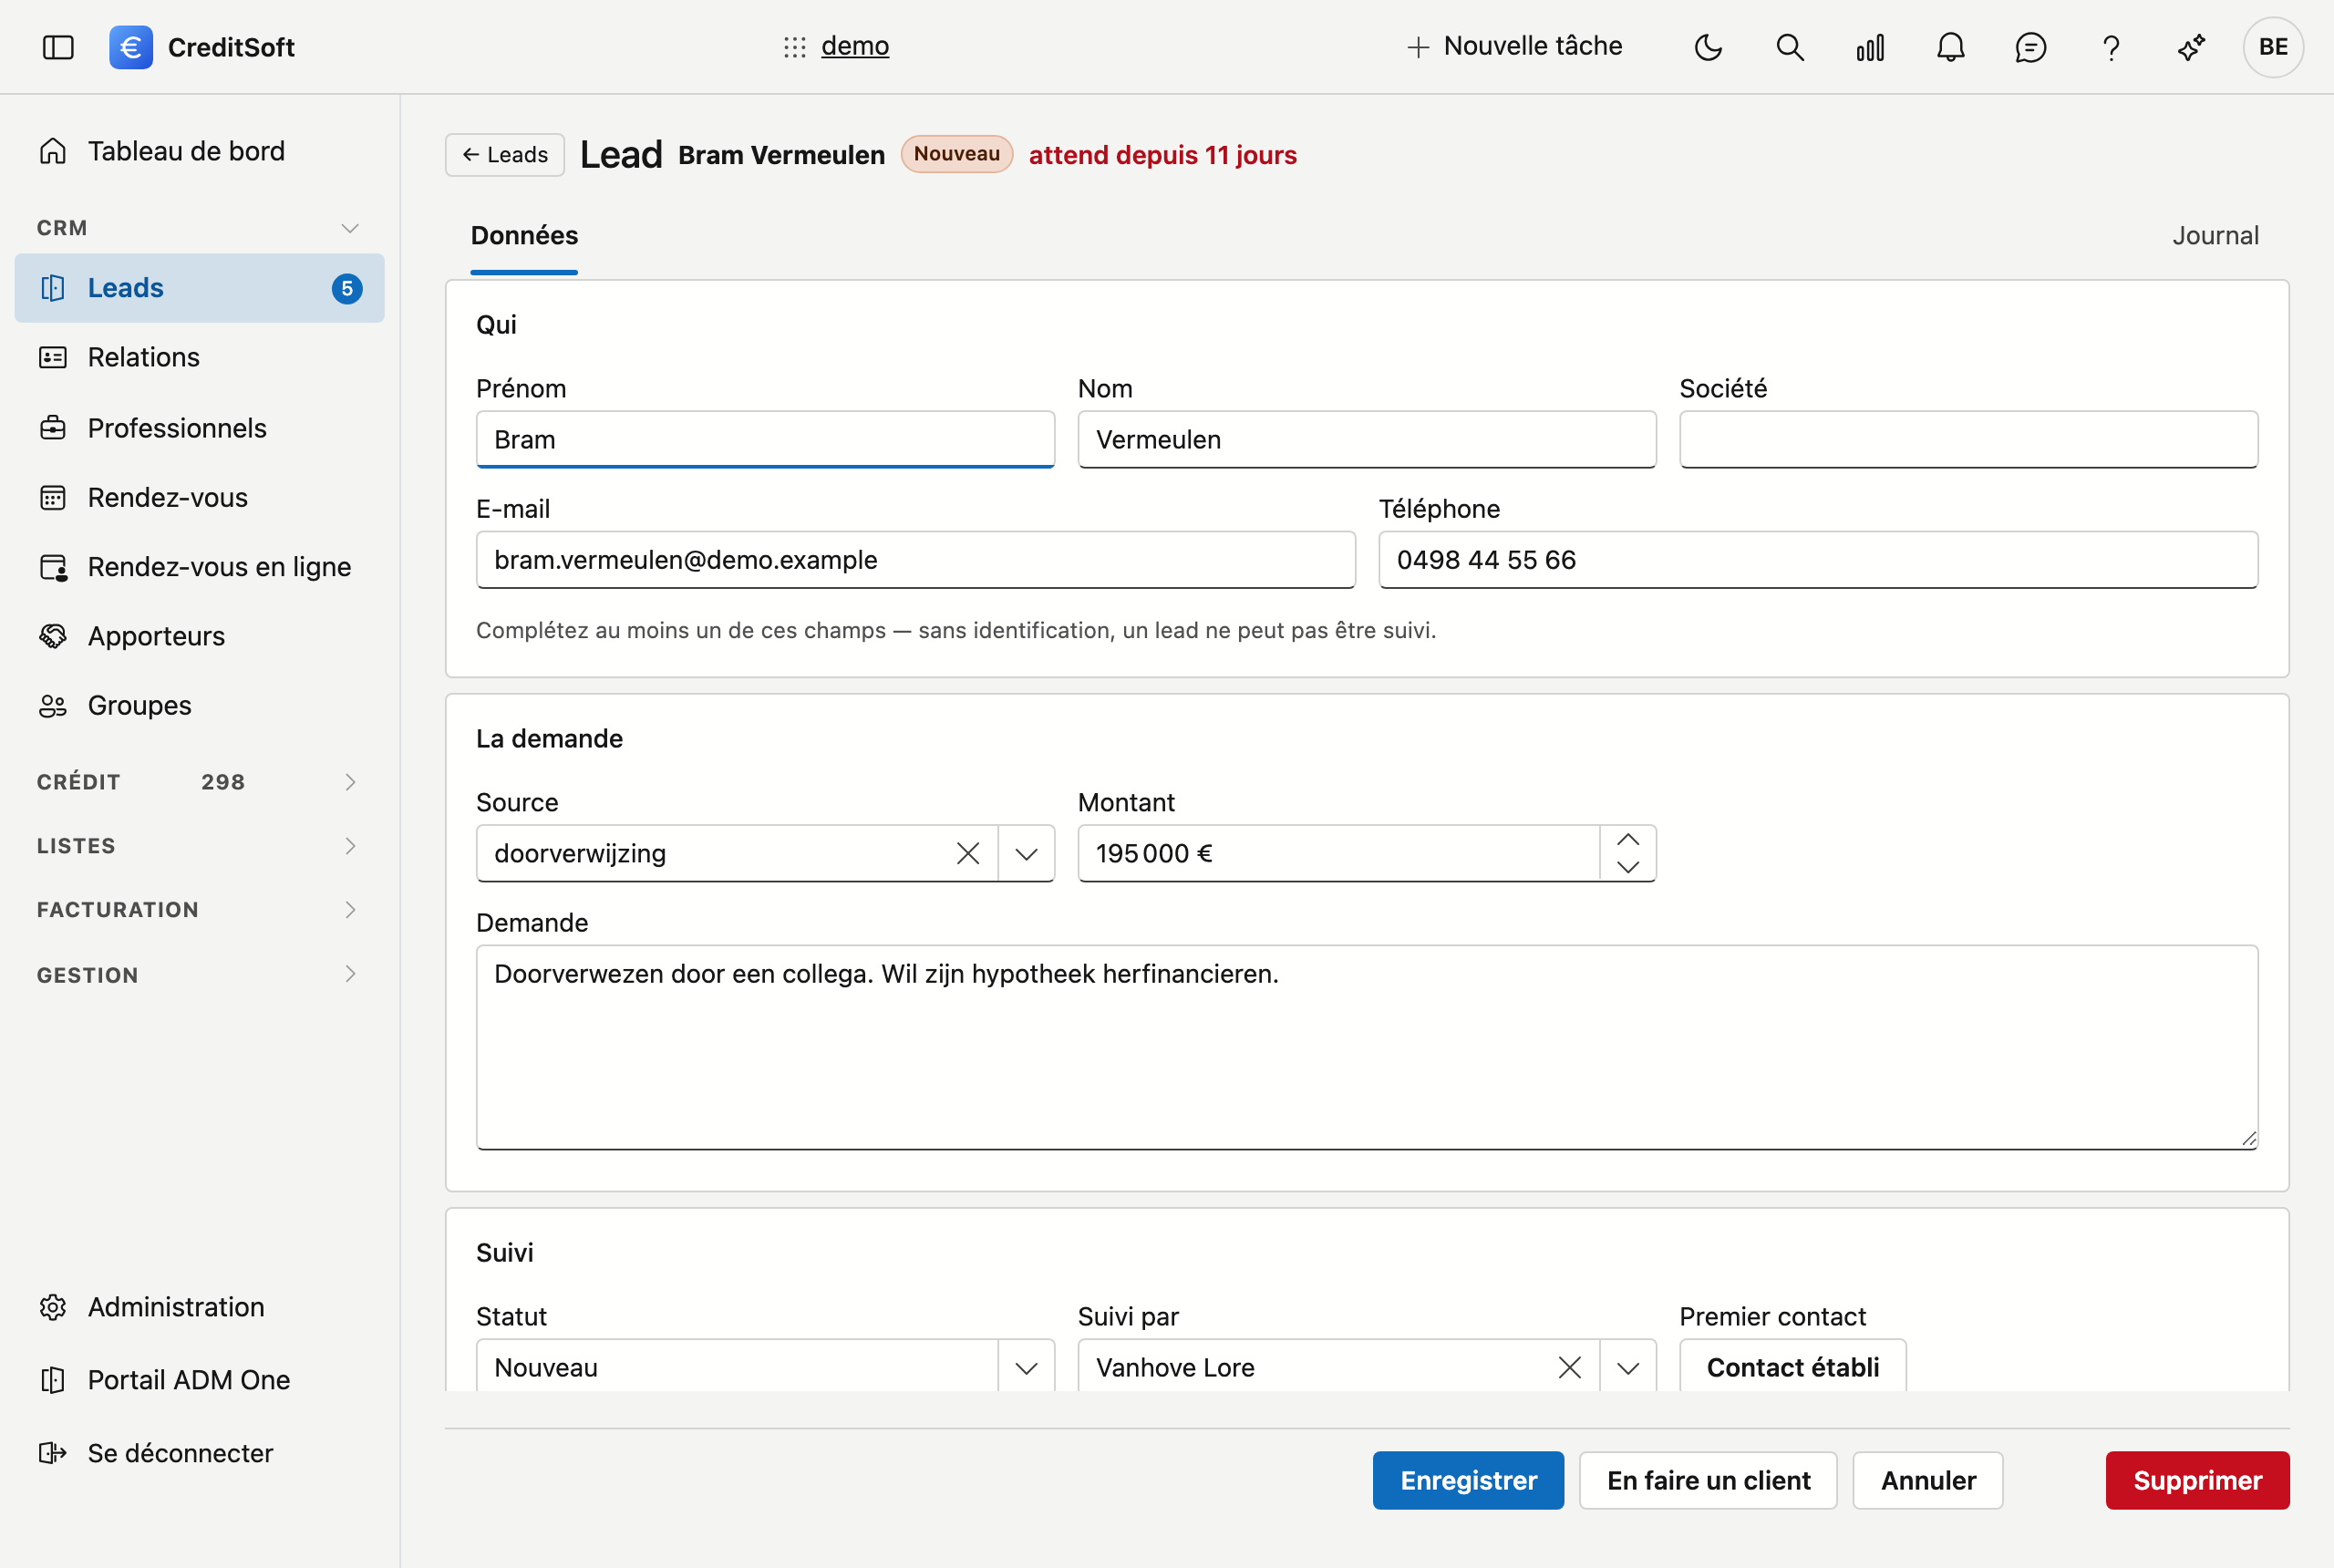 € CreditSoft
demo
Nouvelle tâche
BE
Tableau de bord
CRM
Leads 5
Relations
Professionnels
Rendez-vous
Rendez-vous en ligne
Apporteurs
Groupes
CRÉDIT 298
LISTES
FACTURATION
GESTION
Administration
Portail ADM One
Se déconnecter
← Leads Lead Bram Vermeulen Nouveau attend depuis 11 jours
Données Journal
Qui
Prénom Nom Société
Bram Vermeulen
E-mail Téléphone
bram.vermeulen@demo.example 0498 44 55 66
Complétez au moins un de ces champs — sans identification, un lead ne peut pas être suivi.
La demande
Source Montant
doorverwijzing 195 000 €
Demande
Doorverwezen door een collega. Wil zijn hypotheek herfinancieren.
Suivi
Statut Suivi par Premier contact
Nouveau Vanhove Lore Contact établi
Enregistrer En faire un client Annuler Supprimer